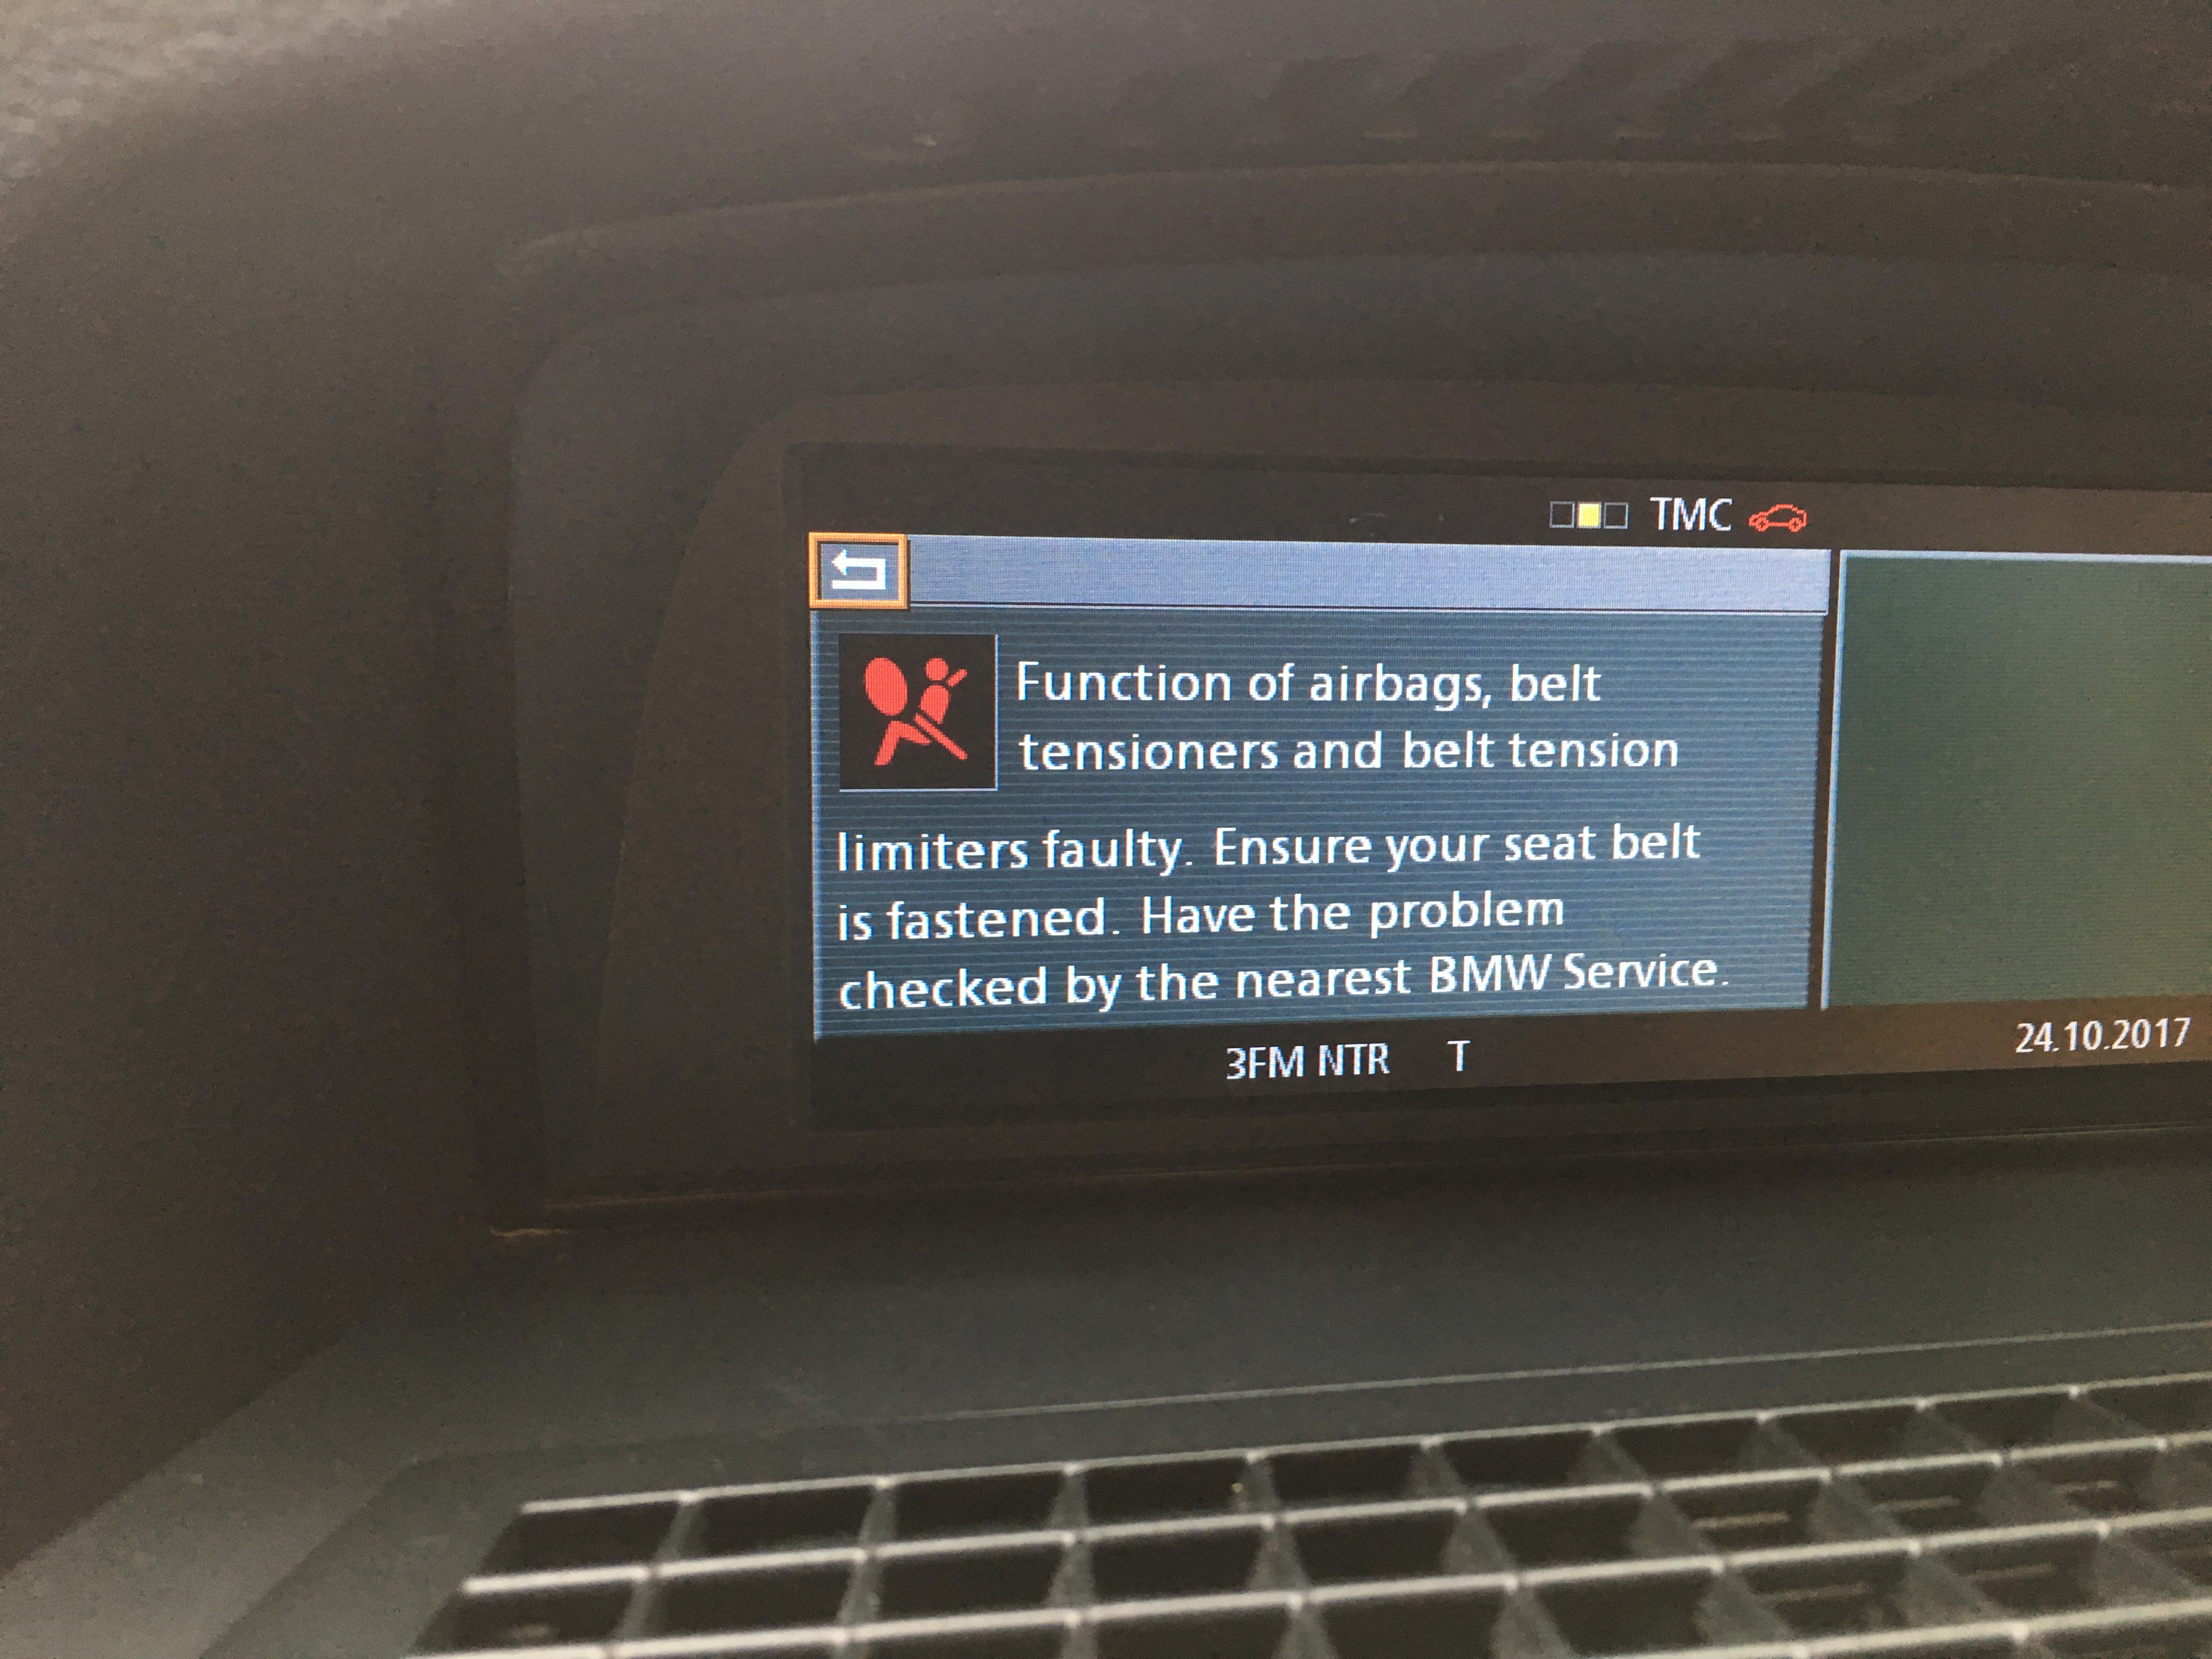 TMC
Function of airbags, belt
tensioners and belt tension
limiters faulty. Ensure your seat belt
is fastened. Have the problem
checked by the nearest BMW Service.
3FM NTR T
24.10.2017